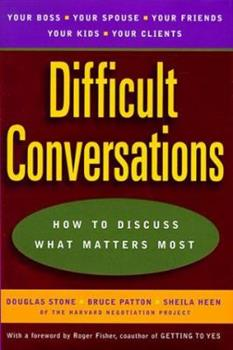 YOUR BOSS • YOUR SPOUSE • YOUR FRIENDS
YOUR KIDS • YOUR CLIENTS
Difficult
Conversations
HOW TO DISCUSS
WHAT MATTERS MOST
DOUGLAS STONE • BRUCE PATTON • SHEILA HEEN
OF THE HARVARD NEGOTIATION PROJECT
With a foreword by Roger Fisher, coauthor of GETTING TO YES